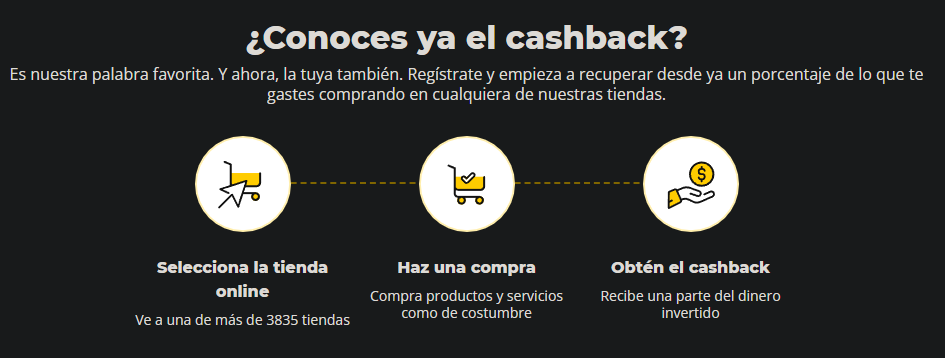 ¿Conoces ya el cashback?
Es nuestra palabra favorita. Y ahora, la tuya también. Regístrate y empieza a recuperar desde ya un porcentaje de lo que te
gastes comprando en cualquiera de nuestras tiendas.
$
Selecciona la tienda
online
Ve a una de más de 3835 tiendas
Haz una compra
Compra productos y servicios
como de costumbre
Obtén el cashback
Recibe una parte del dinero
invertido